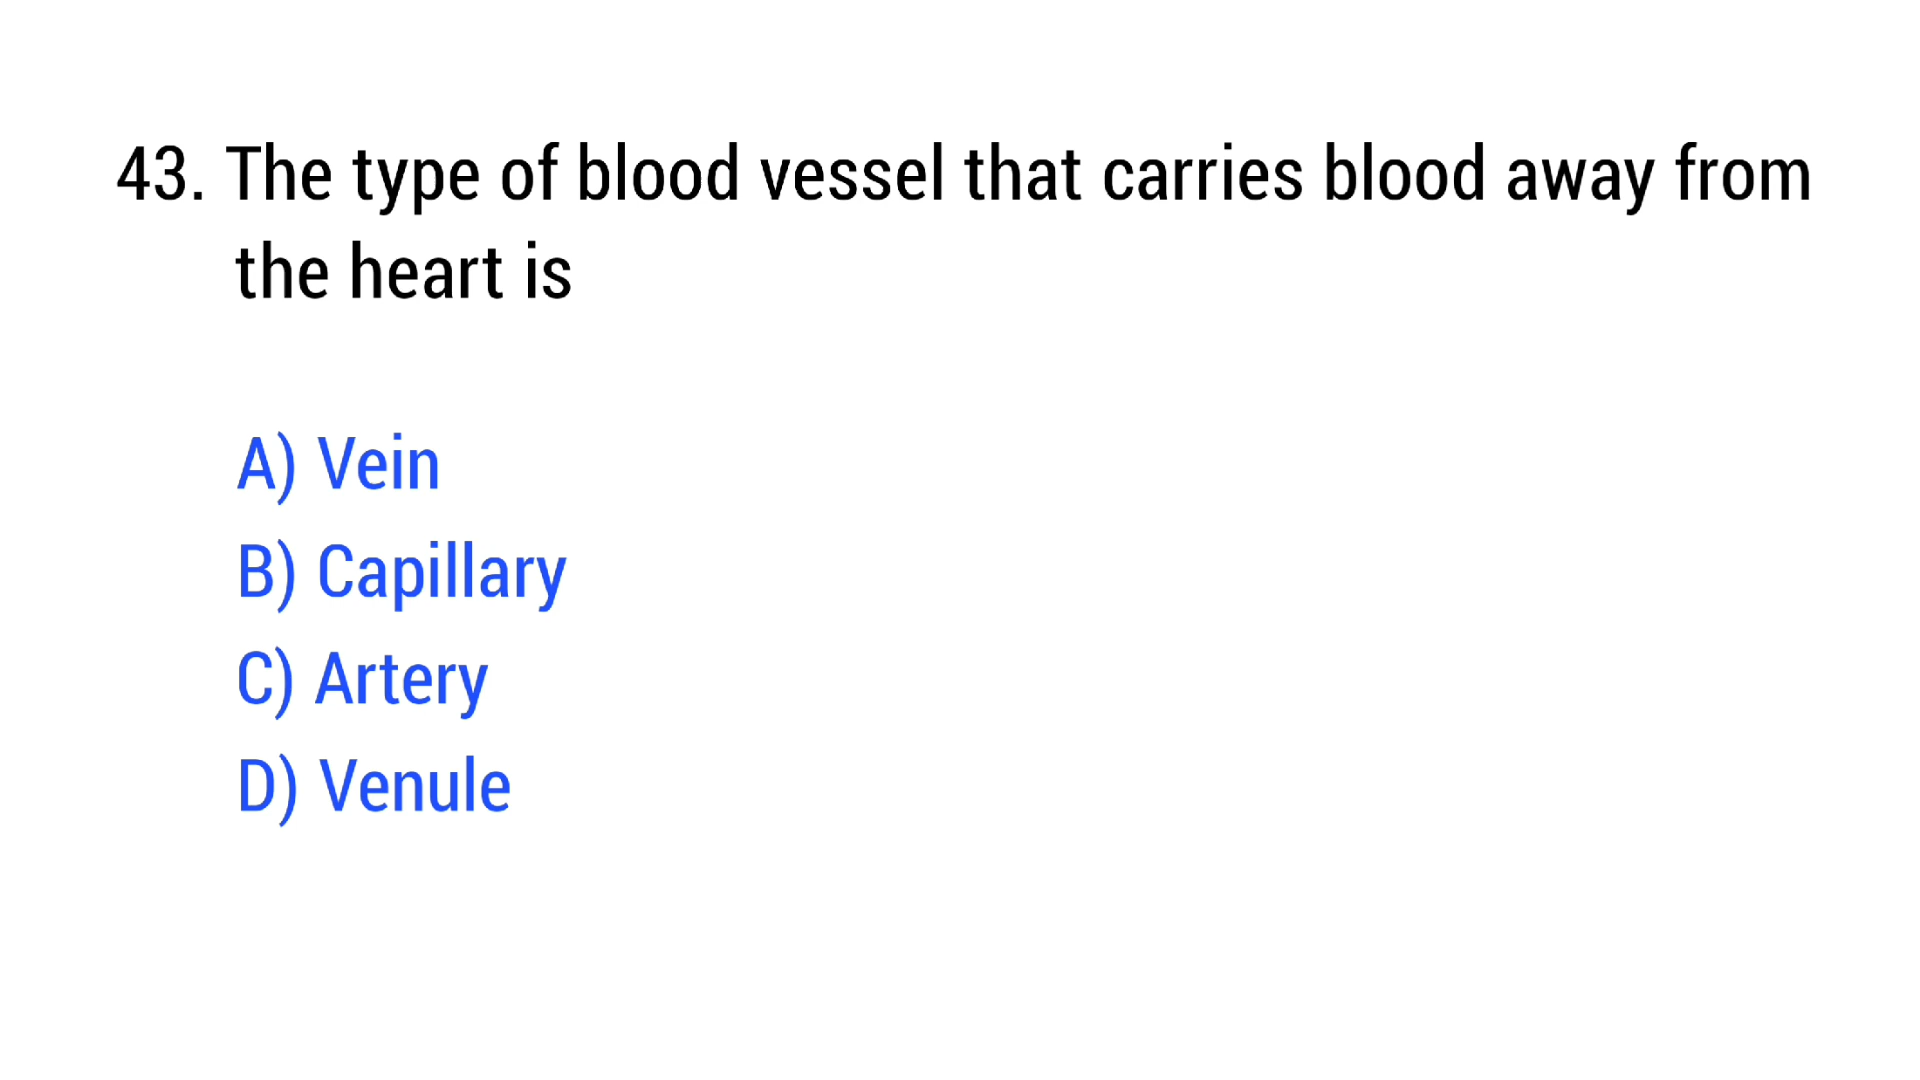 43. The type of blood vessel that carries blood away from
the heart is
A) Vein
B) Capillary
C) Artery
D) Venule